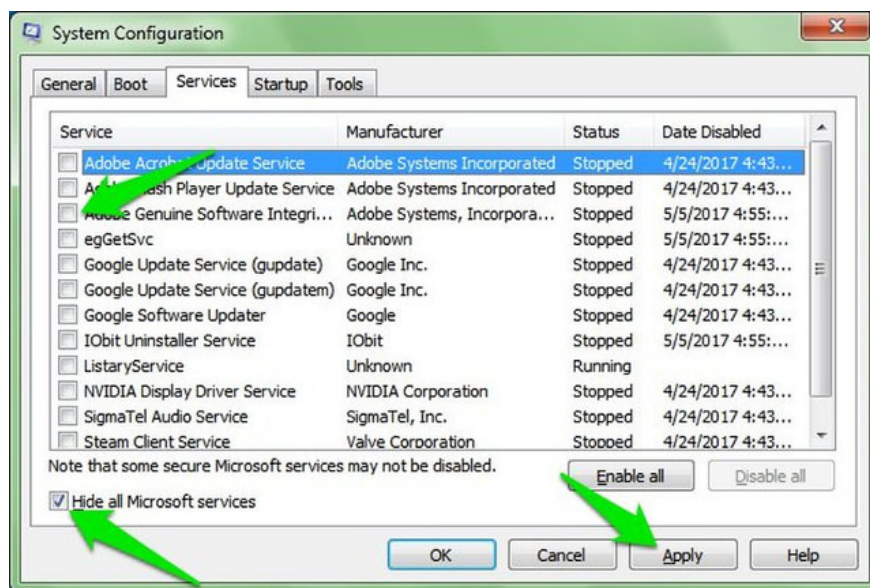 System Configuration
General Boot Services Startup Tools
Service Manufacturer Status Date Disabled
Adobe Update Service Adobe Systems Incorporated Stopped 4/24/2017 4:43...
Player Update Service Adobe Systems Incorporated Stopped 4/24/2017 4:43...
Adobe Genuine Software Integri... Adobe Systems, Incorpora... Stopped 5/5/2017 4:55:...
egGetSvc Unknown Stopped 5/5/2017 4:55:...
Google Update Service (gupdate) Google Inc. Stopped 4/24/2017 4:43...
Google Update Service (gupdatem) Google Inc. Stopped 4/24/2017 4:43...
Google Software Updater Google Stopped 4/24/2017 4:43...
IObit Uninstaller Service IObit Stopped 5/5/2017 4:55:...
ListaryService Unknown Running
NVIDIA Display Driver Service NVIDIA Corporation Stopped 4/24/2017 4:43...
SigmaTel Audio Service SigmaTel, Inc. Stopped 4/24/2017 4:43...
Steam Client Service Valve Corporation Stopped 4/24/2017 4:43...
Note that some secure Microsoft services may not be disabled.
Enable all Disable all
Hide all Microsoft services
OK Cancel Apply Help